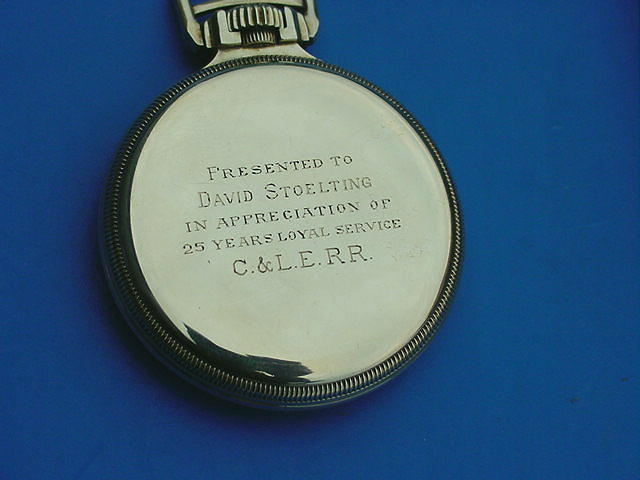 PRESENTED TO
DAVID STOELTING
IN APPRECIATION OF
25 YEARS LOYAL SERVICE
C.&L.E.RR.